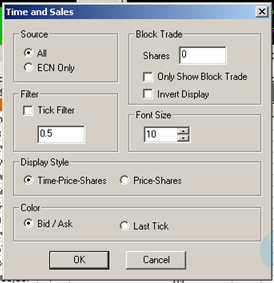 Time and Sales
Source
All
ECN Only
Block Trade
Shares 0
Only Show Block Trade
Invert Display
Filter
Tick Filter
0.5
Font Size
10
Display Style
Time-Price-Shares Price-Shares
Color
Bid / Ask Last Tick
OK Cancel